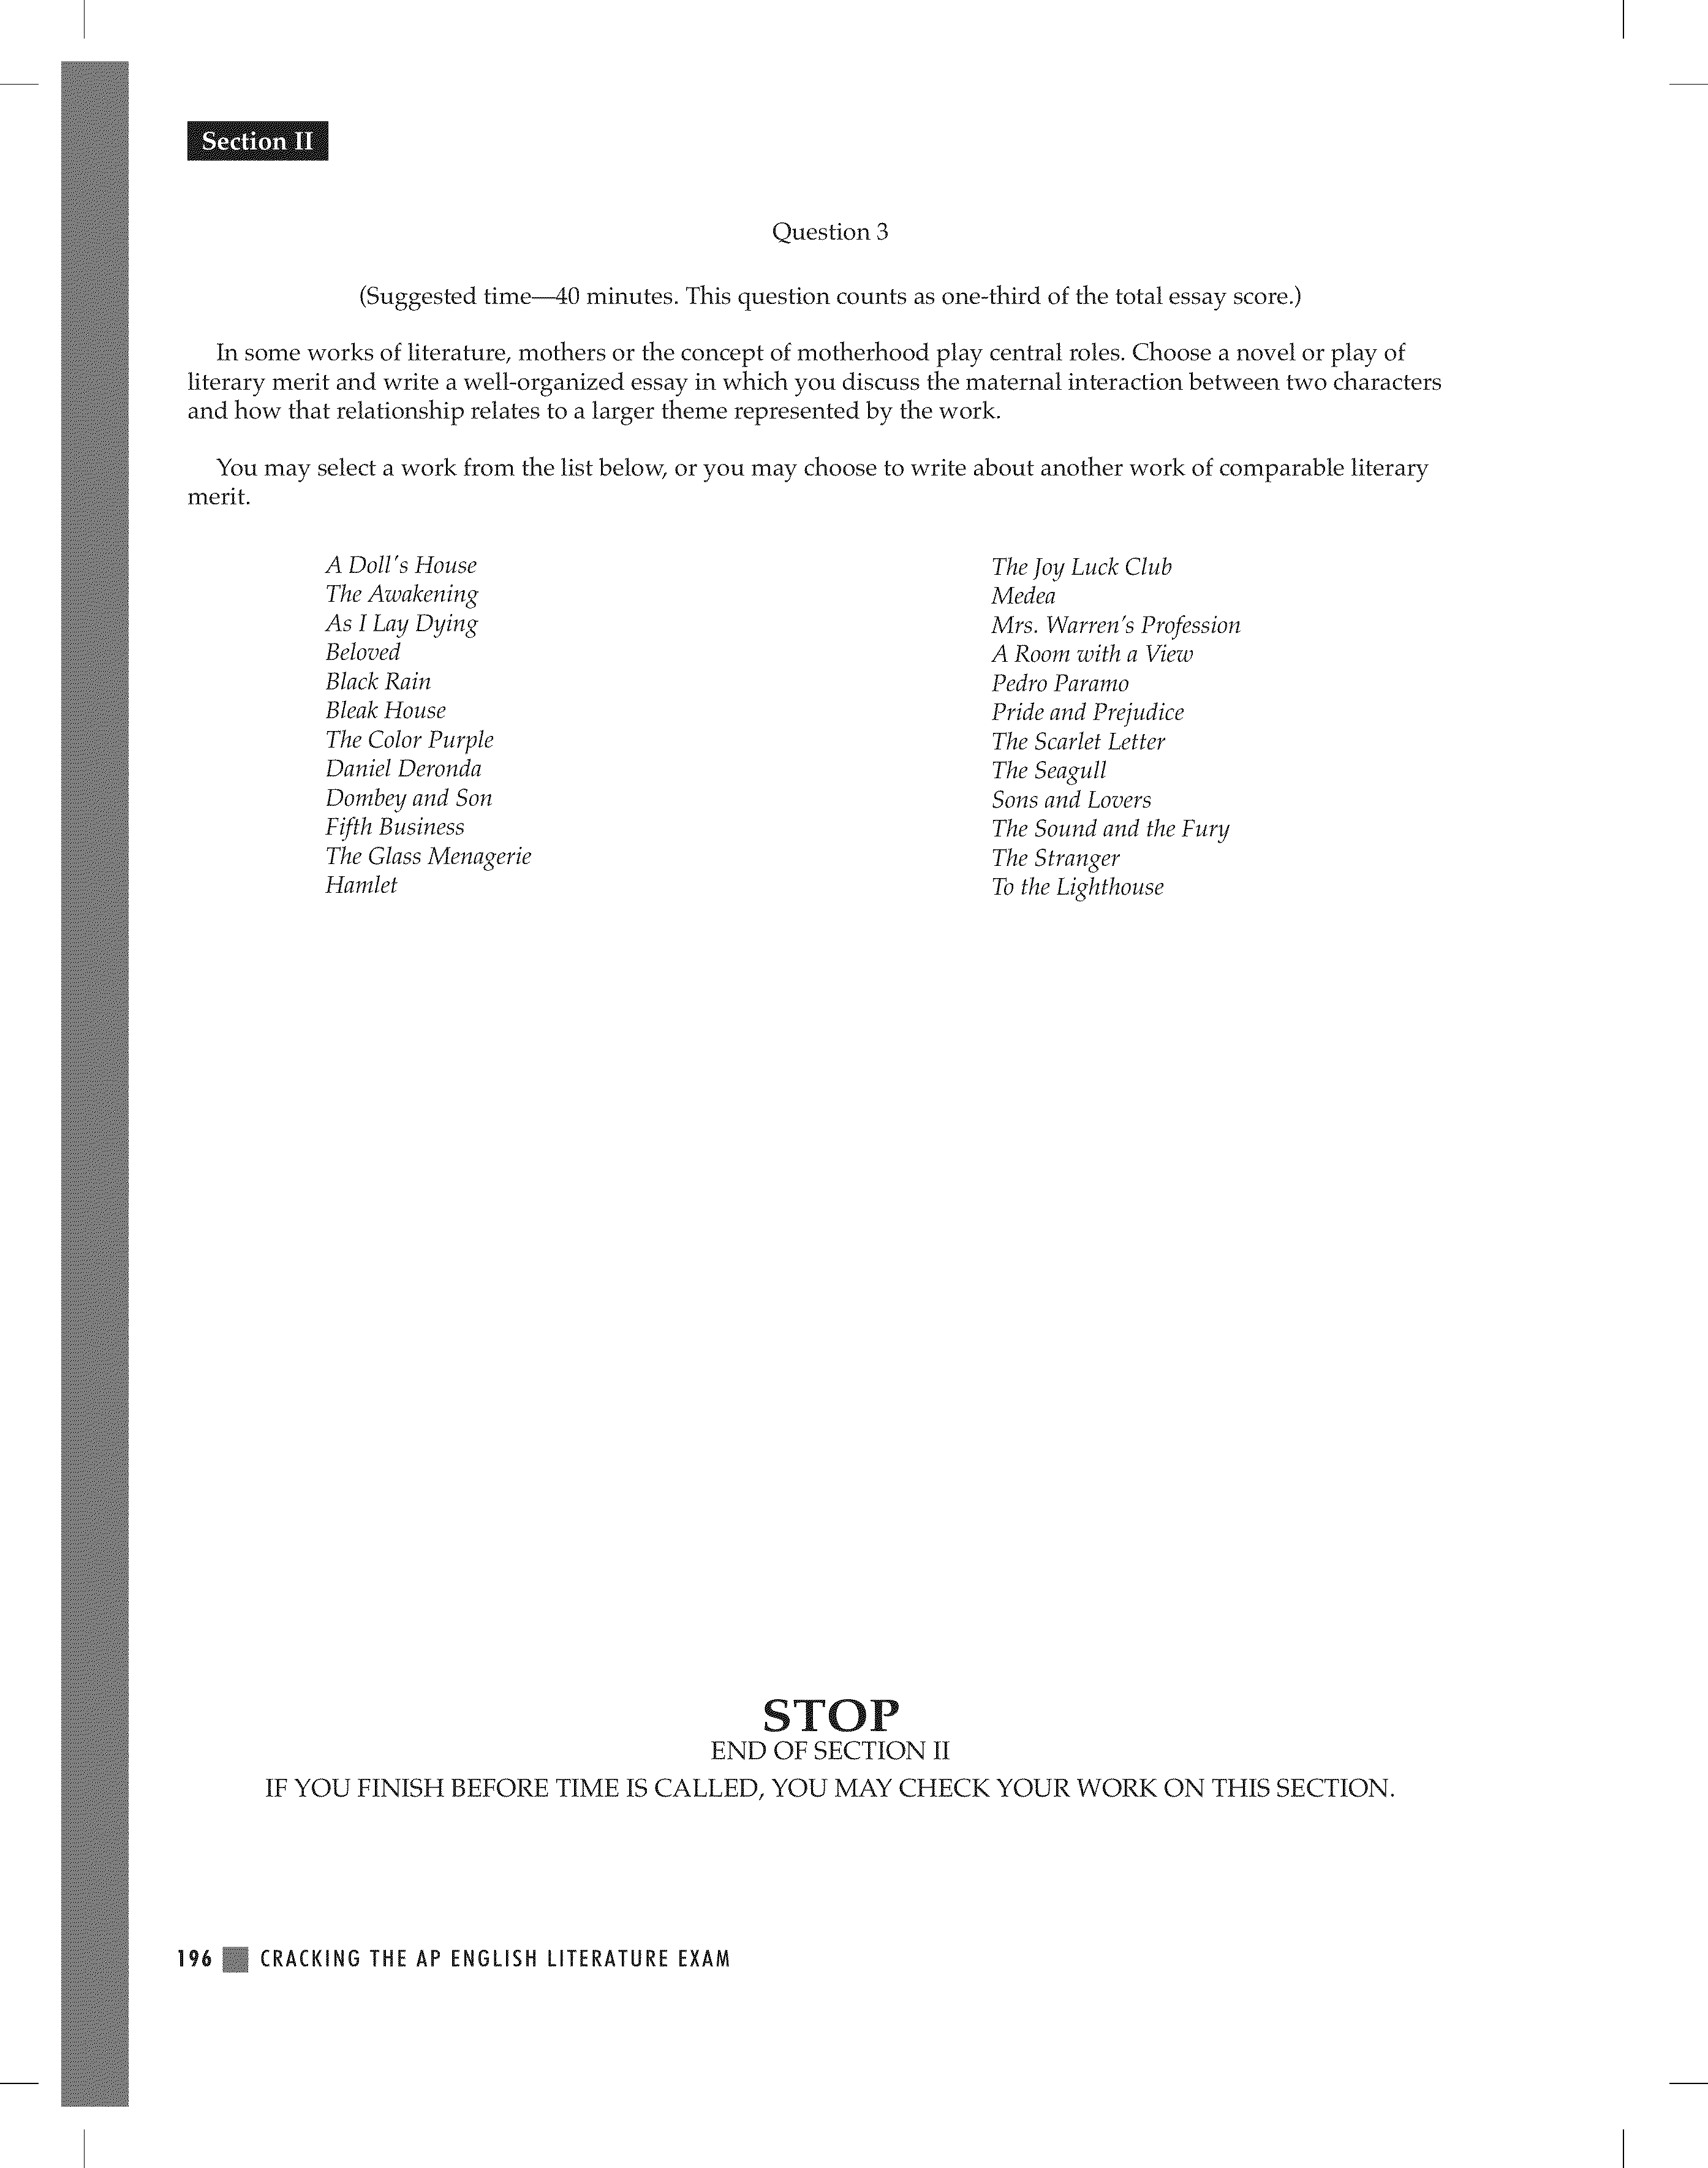 Section II
Question 3
(Suggested time—40 minutes. This question counts as one-third of the total essay score.)
In some works of literature, mothers or the concept of motherhood play central roles. Choose a novel or play of
literary merit and write a well-organized essay in which you discuss the maternal interaction between two characters
and how that relationship relates to a larger theme represented by the work.
You may select a work from the list below, or you may choose to write about another work of comparable literary
merit.
A Doll's House
The Awakening
As I Lay Dying
Beloved
Black Rain
Bleak House
The Color Purple
Daniel Deronda
Dombey and Son
Fifth Business
The Glass Menagerie
Hamlet
The Joy Luck Club
Medea
Mrs. Warren's Profession
A Room with a View
Pedro Paramo
Pride and Prejudice
The Scarlet Letter
The Seagull
Sons and Lovers
The Sound and the Fury
The Stranger
To the Lighthouse
STOP
END OF SECTION II
IF YOU FINISH BEFORE TIME IS CALLED, YOU MAY CHECK YOUR WORK ON THIS SECTION.
196 CRACKING THE AP ENGLISH LITERATURE EXAM